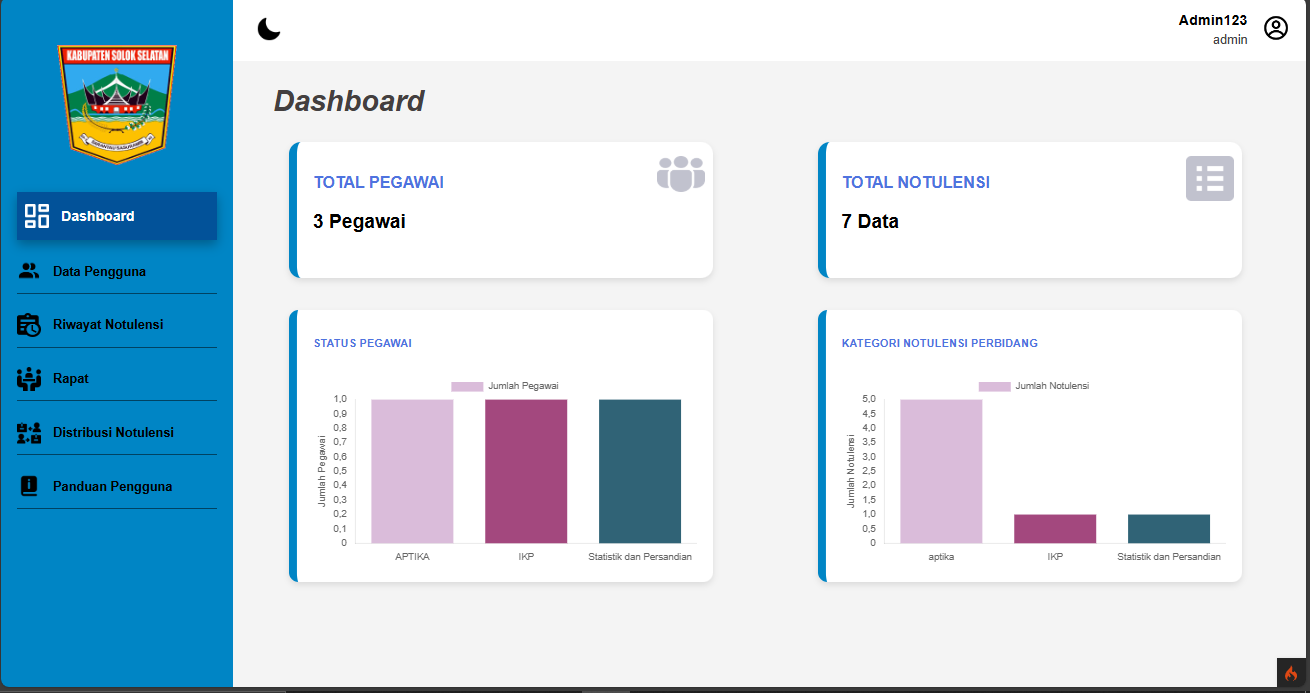 KABUPATEN SOLOK SELATAN
Dashboard
Data Pengguna
Riwayat Notulensi
Rapat
Distribusi Notulensi
Panduan Pengguna
Admin123
admin
Dashboard
TOTAL PEGAWAI
3 Pegawai
TOTAL NOTULENSI
7 Data
STATUS PEGAWAI
Jumlah Pegawai
Jumlah Pegawai
1,0
0,9
0,8
0,7
0,6
0,5
0,4
0,3
0,2
0,1
0
APTIKA
IKP
Statistik dan Persandian
KATEGORI NOTULENSI PERBIDANG
Jumlah Notulensi
Jumlah Notulensi
5,0
4,5
4,0
3,5
3,0
2,5
2,0
1,5
1,0
0,5
0
aptika
IKP
Statistik dan Persandian